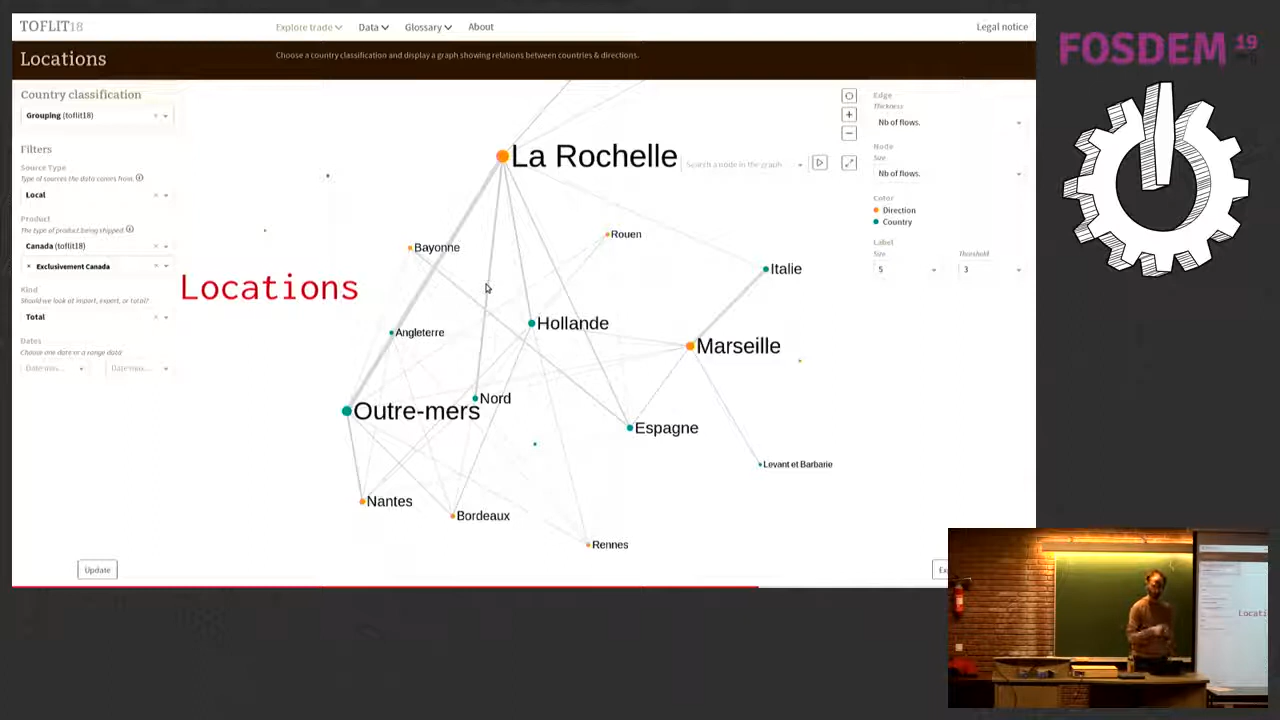 TOFLIT18
Explore trade
Data
Glossary
About
Legal notice
Locations
Choose a country classification and display a graph showing relations between countries & directions.
Country classification
Grouping (toflit18)
Filters
Source Type
Type of sources the data comes from.
Local
Product
The type of product being shipped.
Canada (toflit18)
Exclusivement Canada
Kind
Should we look at import, export, or total?
Total
Dates
Choose one date or a range data
Date min...
Date max...
Update
Locations
La Rochelle
Search a node in the graph
Bayonne
Rouen
Italie
Angleterre
Hollande
Marseille
Nord
Outre-mers
Espagne
Levant et Barbarie
Nantes
Bordeaux
Rennes
Edge
Thickness
Nb of flows.
Node
Size
Nb of flows.
Color
Direction
Country
Label
Size
Threshold
5
3
FOSDEM 19
Locati